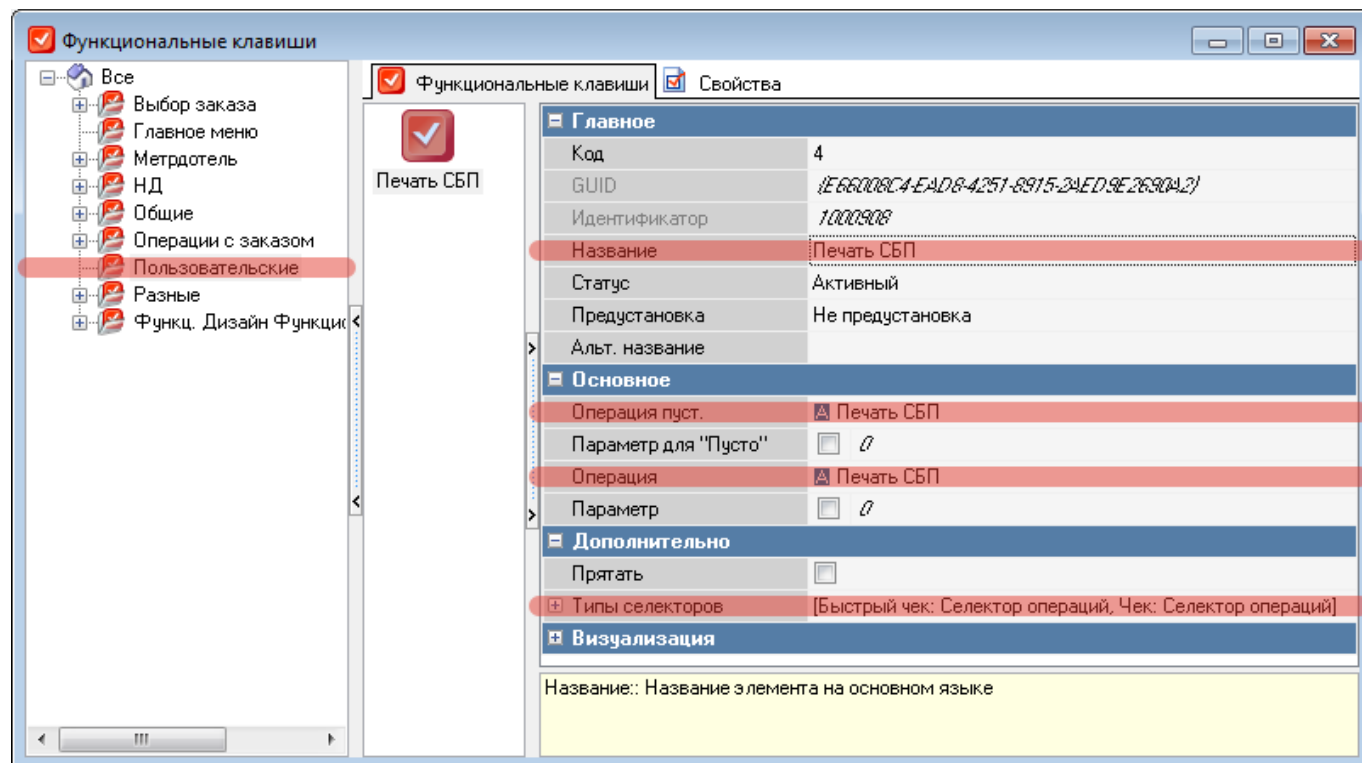 Функциональные клавиши
Все
Выбор заказа
Главное меню
Метрдотель
НД
Общие
Операции с заказом
Пользовательские
Разные
Функц. Дизайн Функцис
Функциональные клавиши
Свойства
Печать СБП
Главное
Код 4
GUID {E66008C4-EAD8-4251-8915-2AED9E2690A2}
Идентификатор 1000908
Название Печать СБП
Статус Активный
Предустановка Не предустановка
Альт. название
Основное
Операция пуст. Печать СБП
Параметр для "Пусто" 0
Операция Печать СБП
Параметр 0
Дополнительно
Прятать
Типы селекторов [Быстрый чек: Селектор операций, Чек: Селектор операций]
Визуализация
Название:: Название элемента на основном языке